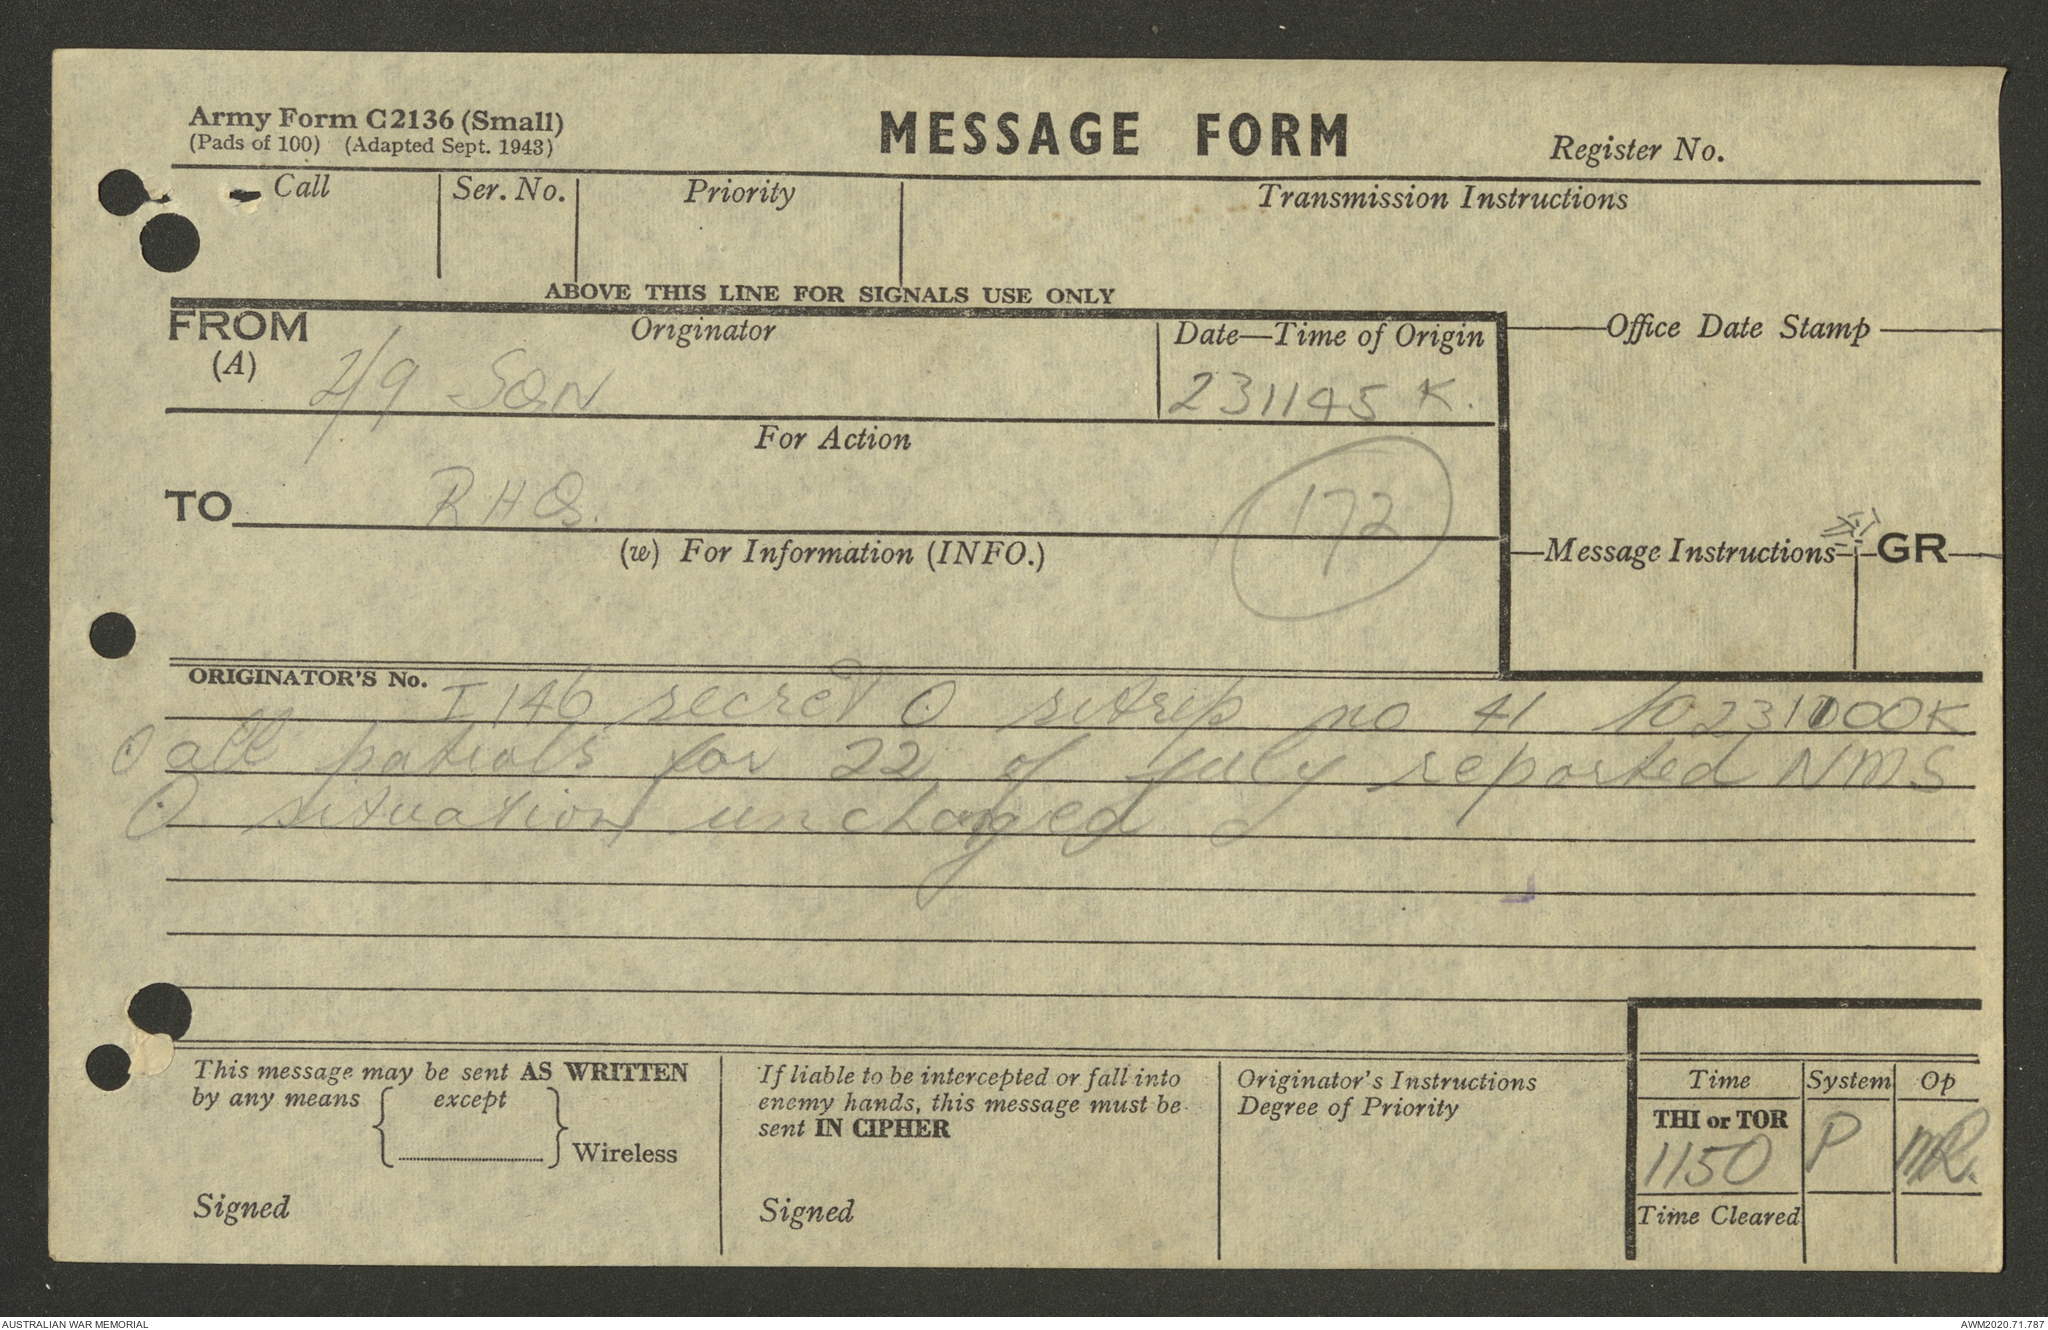 Army Form C2136 (Small)
(Pads of 100) (Adapted Sept. 1943)
MESSAGE FORM
Register No.
Call
Ser. No.
Priority
Transmission Instructions
ABOVE THIS LINE FOR SIGNALS USE ONLY
FROM
(A)
Originator
2/9 SQN
Date—Time of Origin
231145 K.
Office Date Stamp
For Action
TO
RHQ.
172
(w) For Information (INFO.)
Message Instructions
GR
ORIGINATOR'S No.
I 146 secret O sitrep no 41 to 231000K
O all patrols for 22 of july reported NMS
O situation unchanged
This message may be sent AS WRITTEN
by any means except
Wireless
Signed
If liable to be intercepted or fall into
enemy hands, this message must be
sent IN CIPHER
Signed
Originator's Instructions
Degree of Priority
Time
System
Op
THI or TOR
1150
P
MR.
Time Cleared
AUSTRALIAN WAR MEMORIAL
AWM2020.71.787